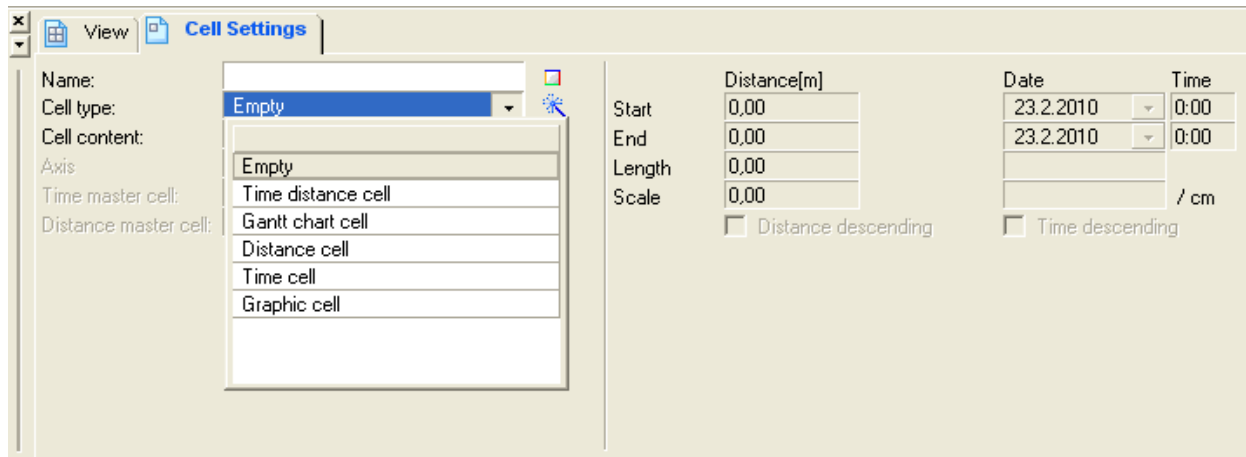 View Cell Settings
Name: Distance[m] Date Time
Cell type: Empty Start 0,00 23.2.2010 0:00
Cell content: End 0,00 23.2.2010 0:00
Axis Empty Length 0,00
Time master cell: Time distance cell Scale 0,00 / cm
Distance master cell: Gantt chart cell Distance descending Time descending
Distance cell
Time cell
Graphic cell